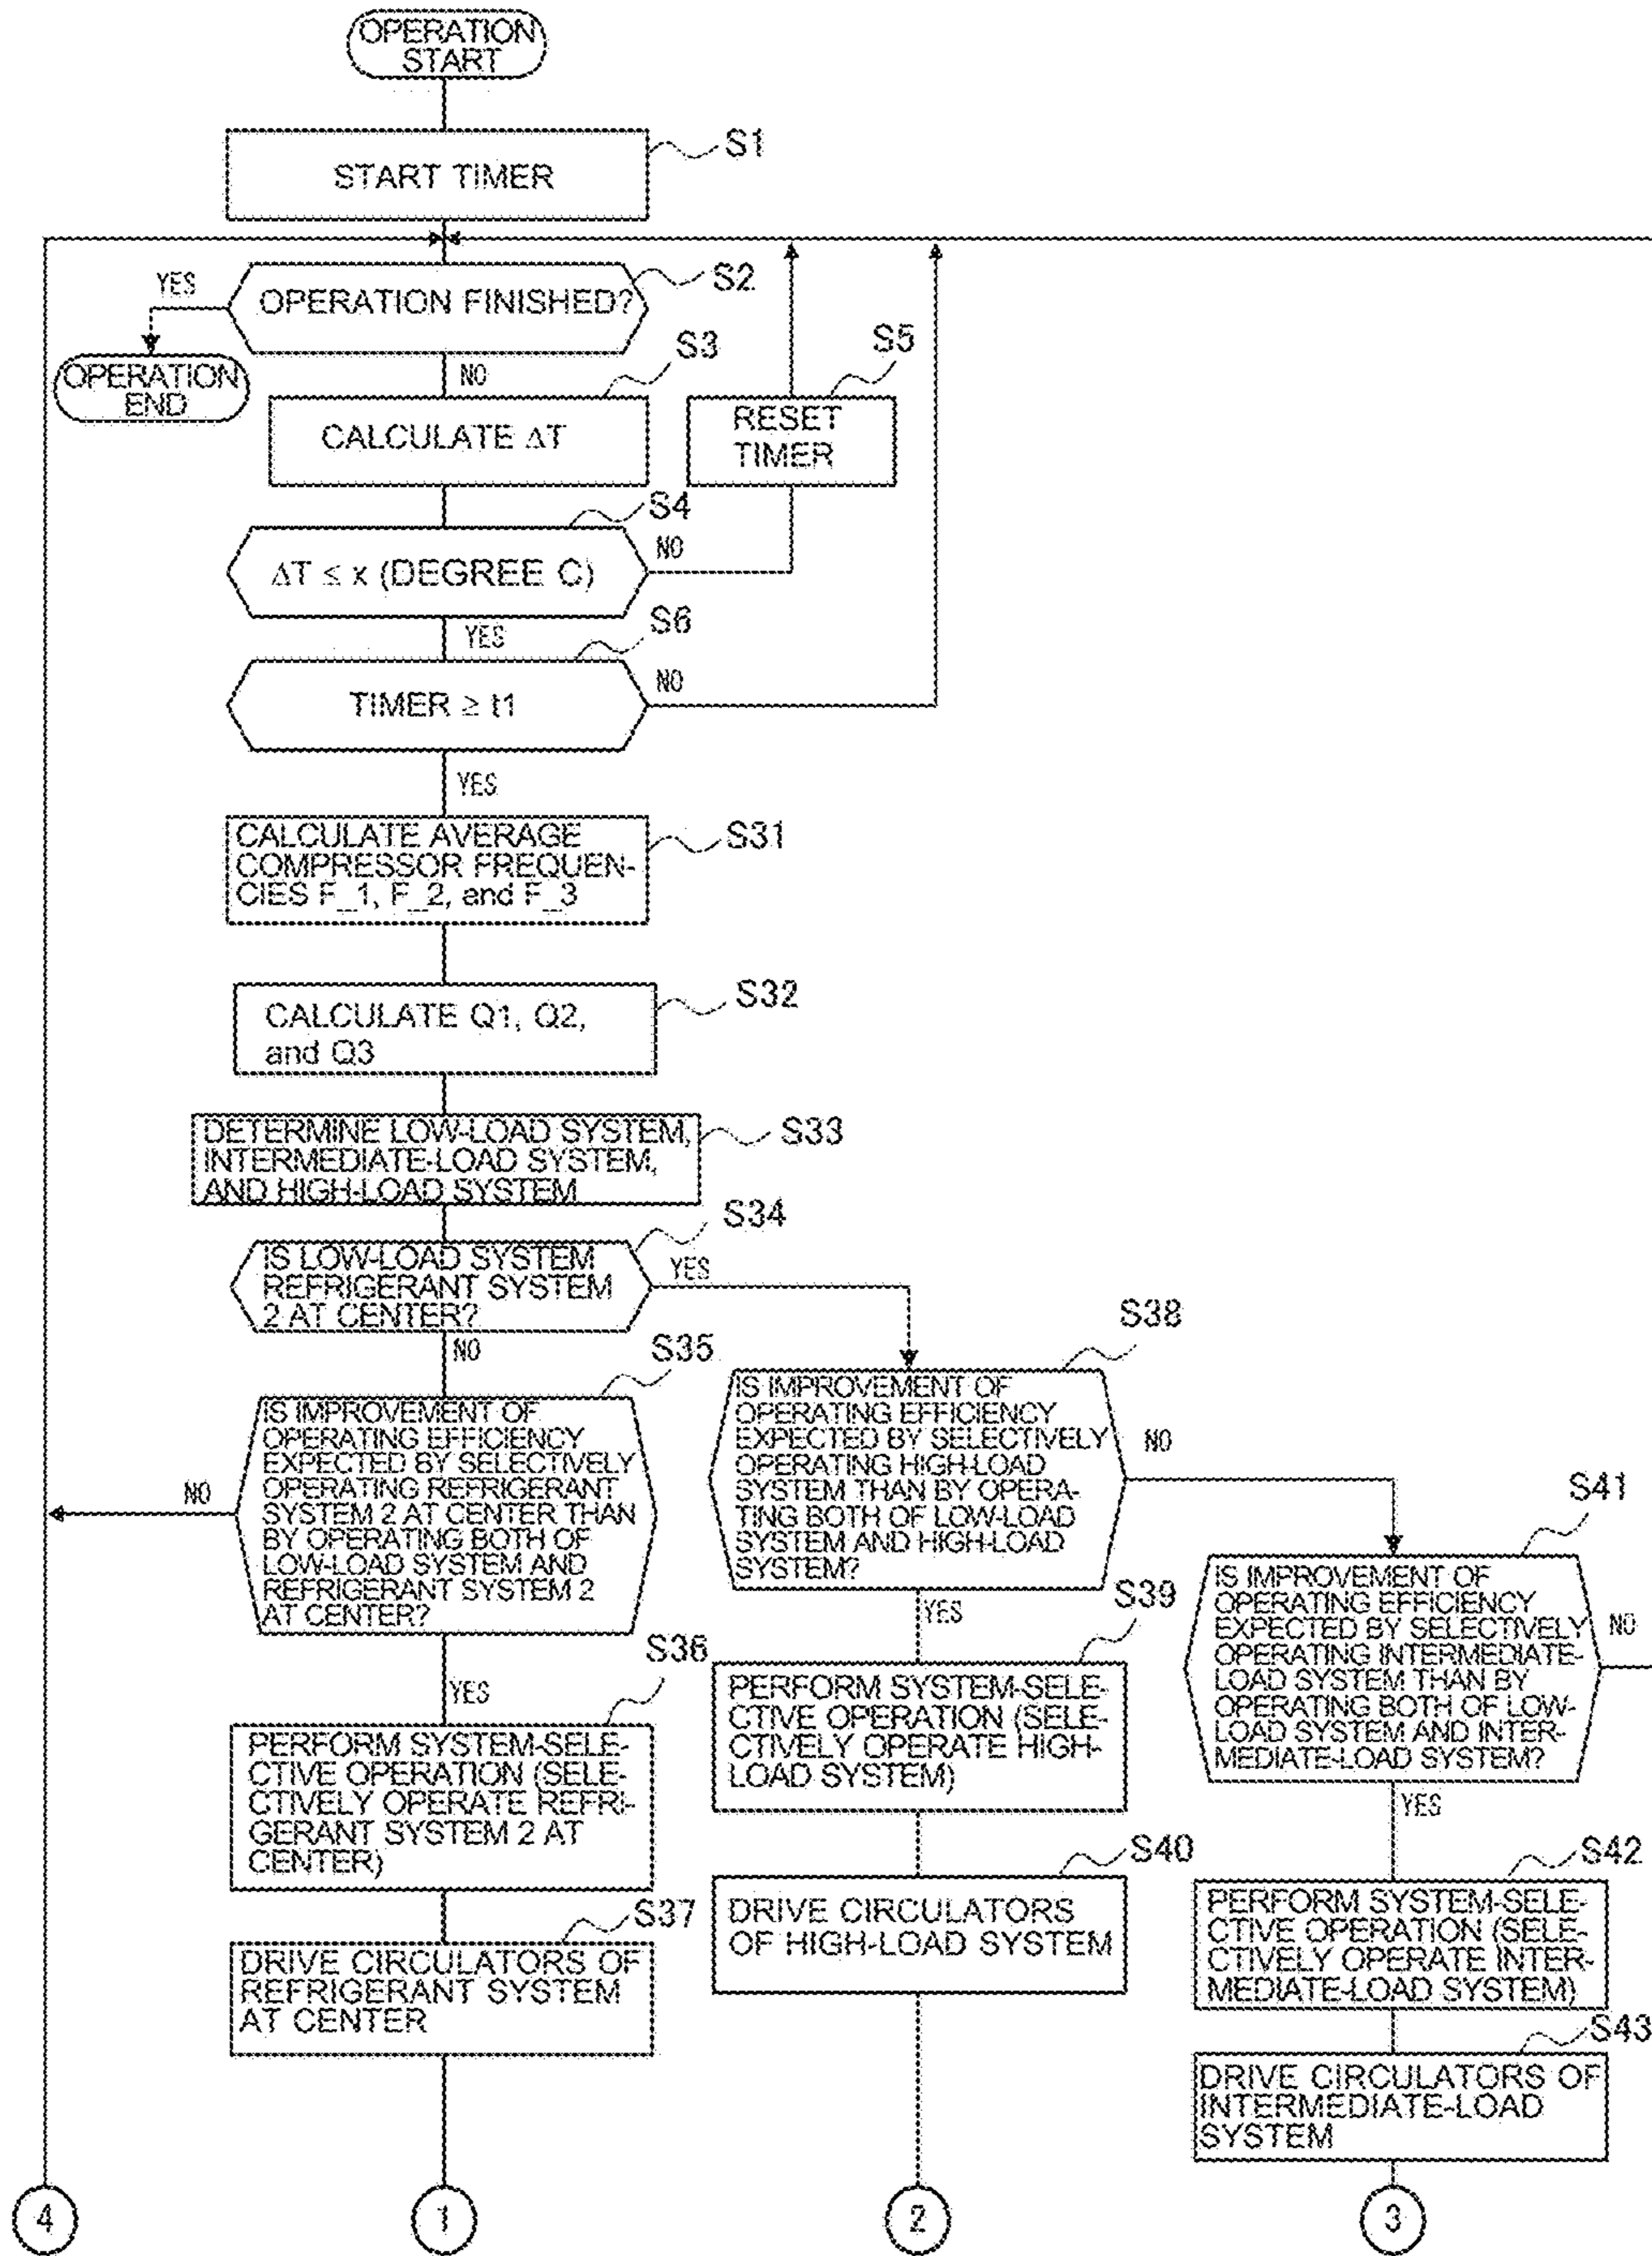 OPERATION
START
START TIMER
S1
OPERATION FINISHED?
S2
YES
OPERATION
END
NO
CALCULATE ΔT
S3
RESET
TIMER
S5
ΔT ≤ x (DEGREE C)
S4
NO
YES
TIMER ≥ t1
S6
NO
YES
CALCULATE AVERAGE
COMPRESSOR FREQUEN-
CIES F_1, F_2, and F_3
S31
CALCULATE Q1, Q2,
and Q3
S32
DETERMINE LOW-LOAD SYSTEM,
INTERMEDIATE-LOAD SYSTEM,
AND HIGH-LOAD SYSTEM
S33
IS LOW-LOAD SYSTEM
REFRIGERANT SYSTEM
2 AT CENTER?
S34
YES
NO
IS IMPROVEMENT OF
OPERATING EFFICIENCY
EXPECTED BY SELECTIVELY
OPERATING REFRIGERANT
SYSTEM 2 AT CENTER THAN
BY OPERATING BOTH OF
LOW-LOAD SYSTEM AND
REFRIGERANT SYSTEM 2
AT CENTER?
S35
NO
YES
PERFORM SYSTEM-SELE-
CTIVE OPERATION (SELE-
CTIVELY OPERATE REFRI-
GERANT SYSTEM 2 AT
CENTER)
S36
DRIVE CIRCULATORS OF
REFRIGERANT SYSTEM
AT CENTER
S37
IS IMPROVEMENT OF
OPERATING EFFICIENCY
EXPECTED BY SELECTIVELY
OPERATING HIGH-LOAD
SYSTEM THAN BY OPERA-
TING BOTH OF LOW-LOAD
SYSTEM AND HIGH-LOAD
SYSTEM?
S38
NO
YES
PERFORM SYSTEM-SELE-
CTIVE OPERATION (SELE-
CTIVELY OPERATE HIGH-
LOAD SYSTEM)
S39
DRIVE CIRCULATORS
OF HIGH-LOAD SYSTEM
S40
IS IMPROVEMENT OF
OPERATING EFFICIENCY
EXPECTED BY SELECTIVELY
OPERATING INTERMEDIATE-
LOAD SYSTEM THAN BY
OPERATING BOTH OF LOW-
LOAD SYSTEM AND INTER-
MEDIATE-LOAD SYSTEM?
S41
NO
YES
PERFORM SYSTEM-SELE-
CTIVE OPERATION (SELE-
CTIVELY OPERATE INTER-
MEDIATE-LOAD SYSTEM)
S42
DRIVE CIRCULATORS OF
INTERMEDIATE-LOAD
SYSTEM
S43
4
1
2
3